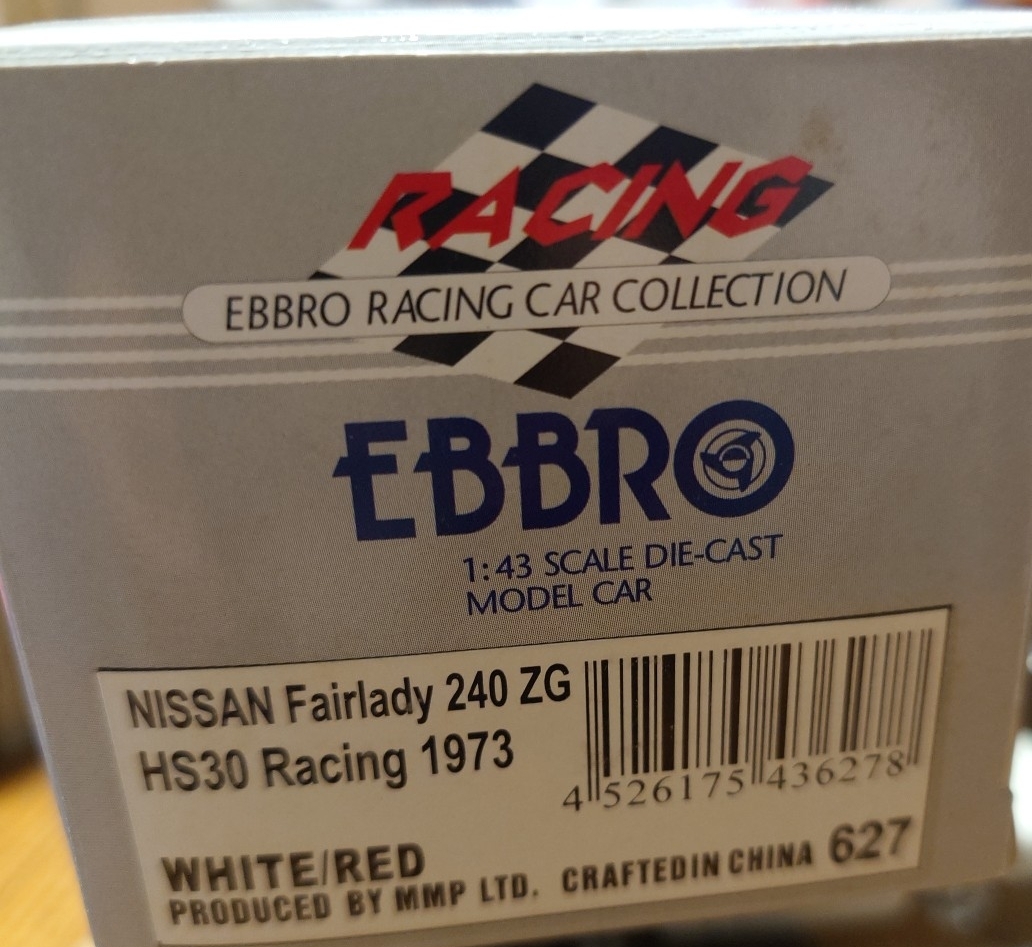 RACING
EBBRO RACING CAR COLLECTION
EBBRO
1:43 SCALE DIE-CAST
MODEL CAR
NISSAN Fairlady 240 ZG
HS30 Racing 1973
4 526175 436278
WHITE/RED
PRODUCED BY MMP LTD. CRAFTEDIN CHINA 627